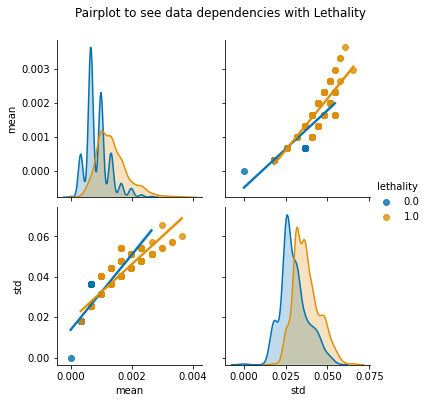 Pairplot to see data dependencies with Lethality
0.003
0.002
0.001
0.000
mean
lethality
0.0
1.0
0.06
0.04
0.02
0.00
std
0.000 0.002 0.004
mean
0.000 0.025 0.050 0.075
std